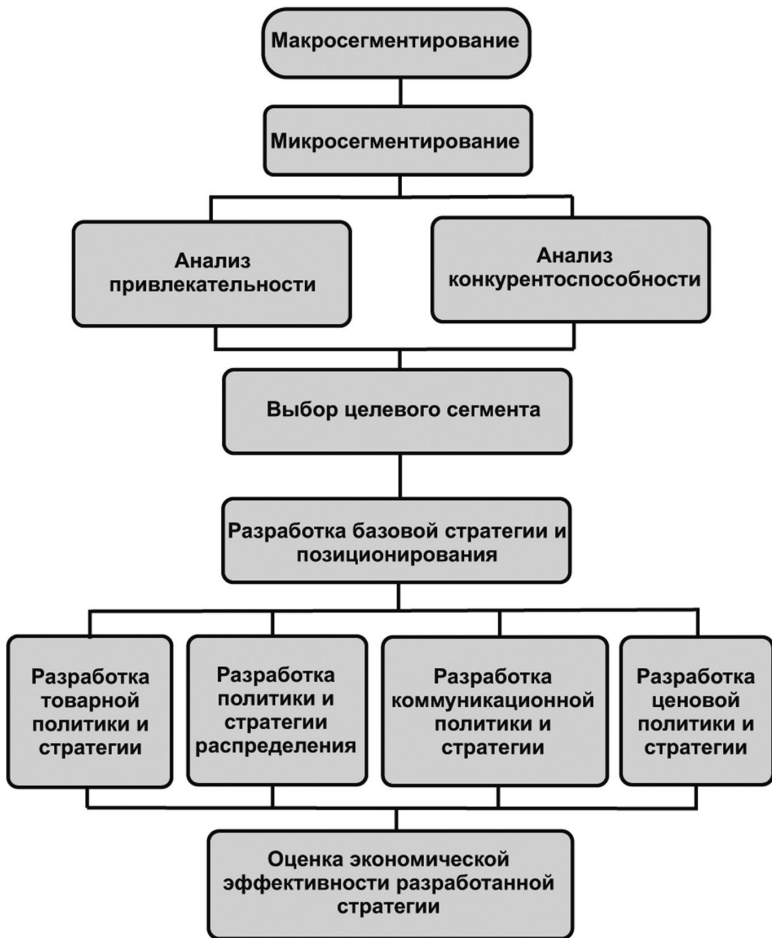 Макросегментирование
Микросегментирование
Анализ
привлекательности
Анализ
конкурентоспособности
Выбор целевого сегмента
Разработка базовой стратегии и
позиционирования
Разработка
товарной
политики и
стратегии
Разработка
политики и
стратегии
распределения
Разработка
коммуникационной
политики и
стратегии
Разработка
ценовой
политики и
стратегии
Оценка экономической
эффективности разработанной
стратегии